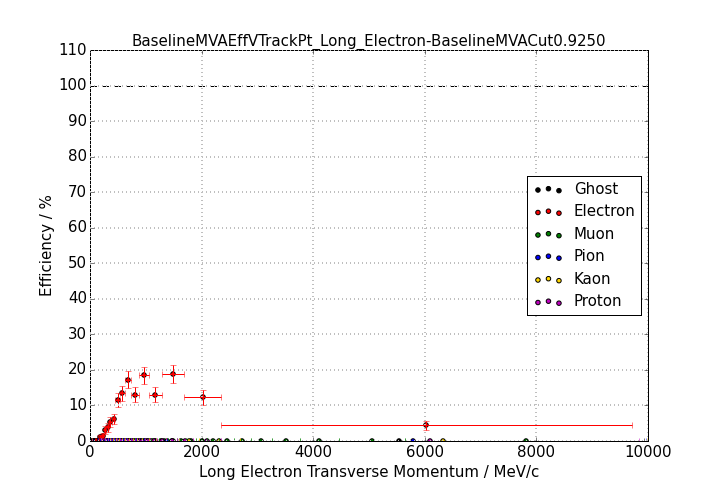 BaselineMVAEffVTrackPt_Long_Electron-BaselineMVACut0.9250
110
100
90
80
70
60
50
40
30
20
10
0
Efficiency / %
Ghost
Electron
Muon
Pion
Kaon
Proton
0 2000 4000 6000 8000 10000
Long Electron Transverse Momentum / MeV/c